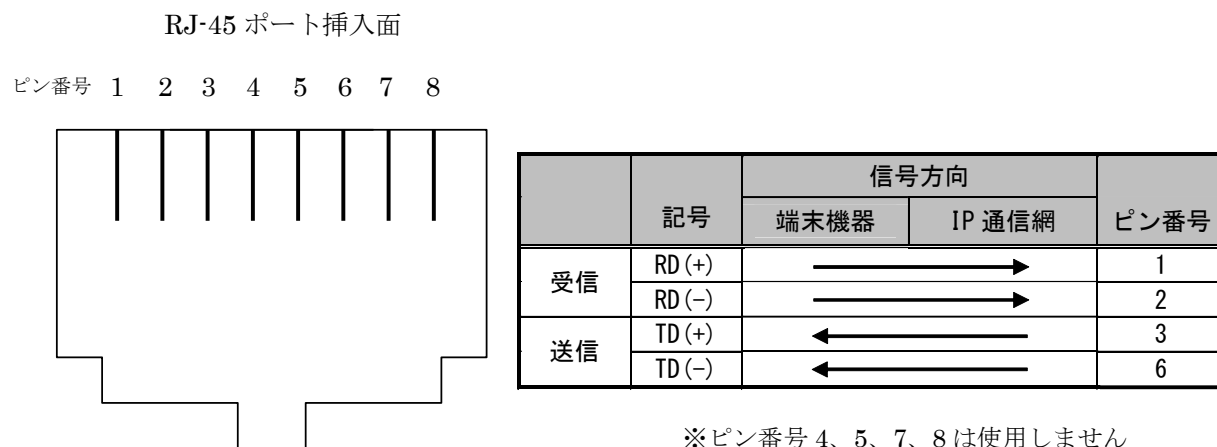 RJ-45 ポート挿入面
ピン番号 1 2 3 4 5 6 7 8
信号方向
記号 端末機器 IP 通信網 ピン番号
受信
RD(+) 1
RD(-) 2
送信
TD(+) 3
TD(-) 6
※ピン番号 4、5、7、8 は使用しません